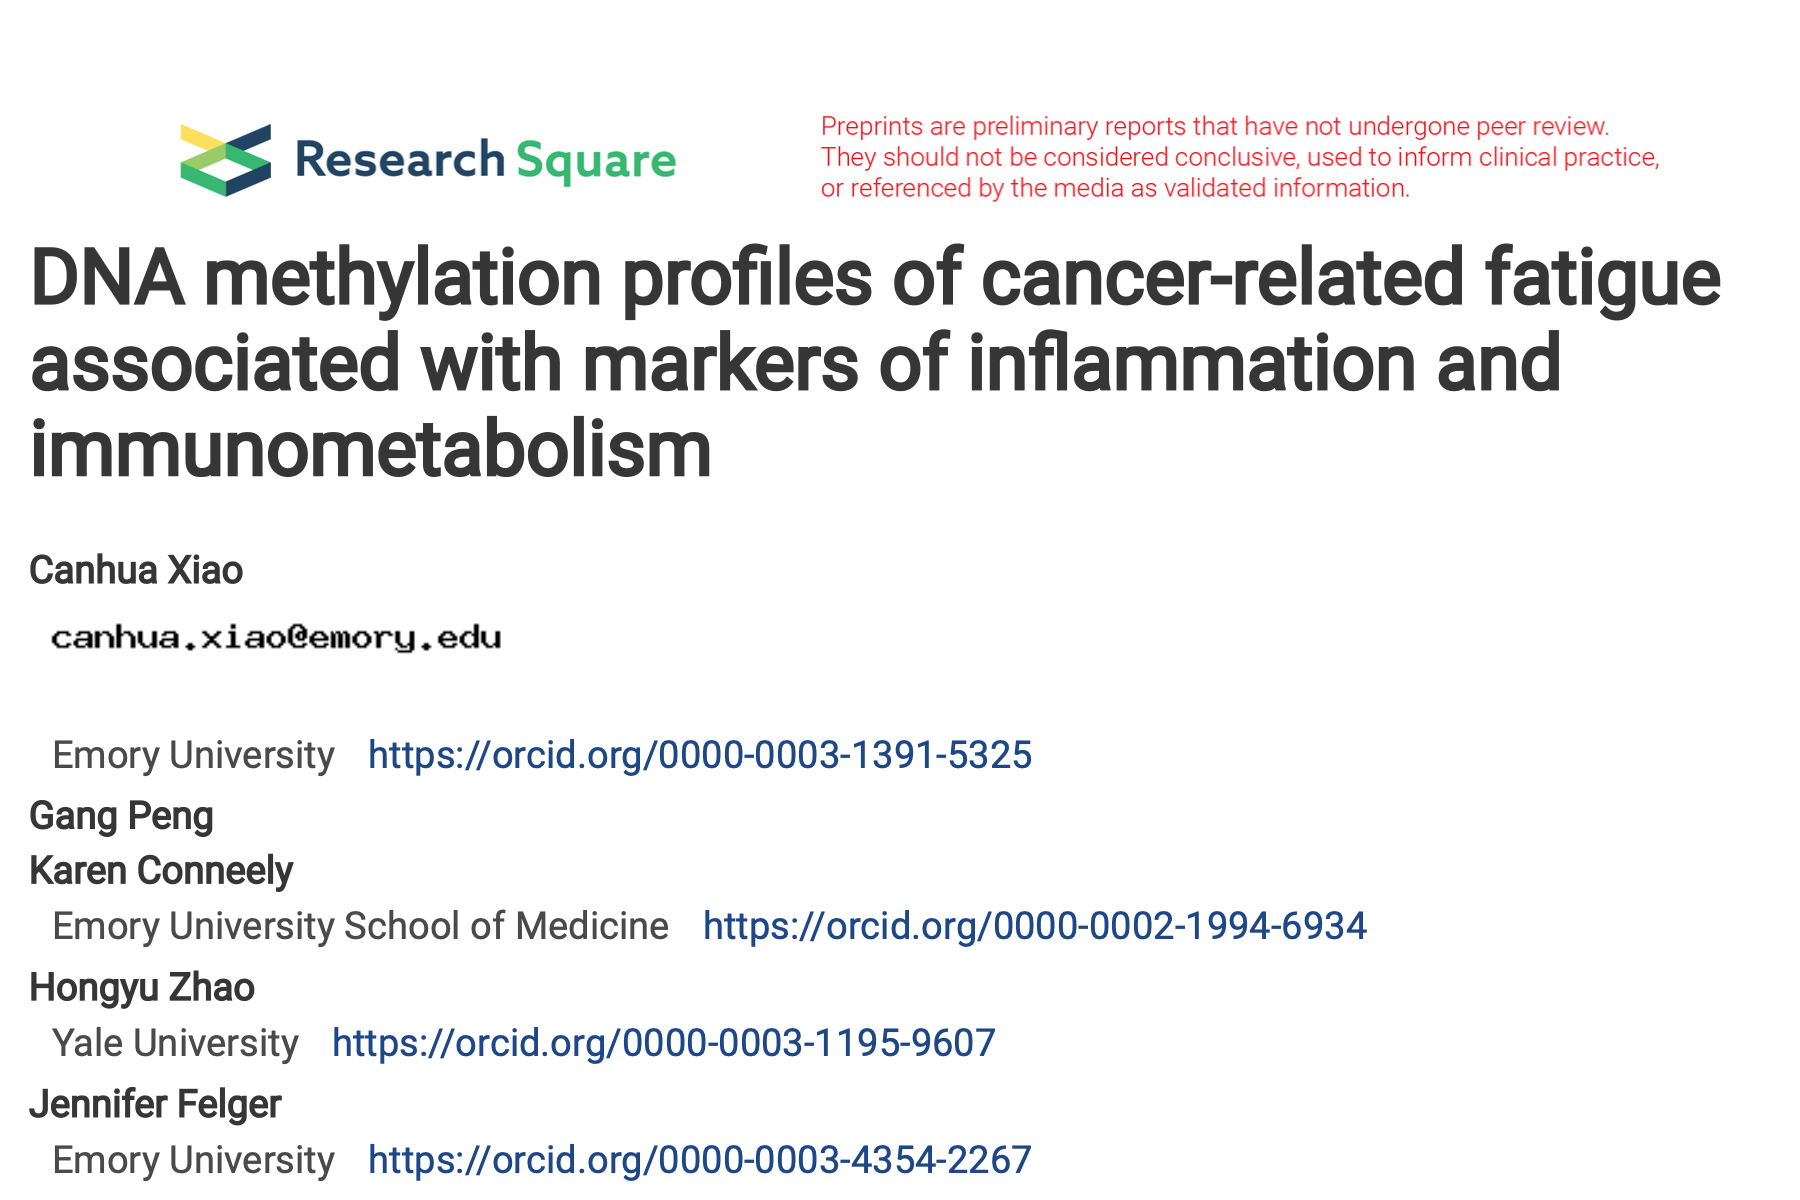 Research Square
Preprints are preliminary reports that have not undergone peer review.
They should not be considered conclusive, used to inform clinical practice,
or referenced by the media as validated information.
DNA methylation profiles of cancer-related fatigue
associated with markers of inflammation and
immunometabolism
Canhua Xiao
canhua.xiao@emory.edu
Emory University https://orcid.org/0000-0003-1391-5325
Gang Peng
Karen Conneely
Emory University School of Medicine https://orcid.org/0000-0002-1994-6934
Hongyu Zhao
Yale University https://orcid.org/0000-0003-1195-9607
Jennifer Felger
Emory University https://orcid.org/0000-0003-4354-2267